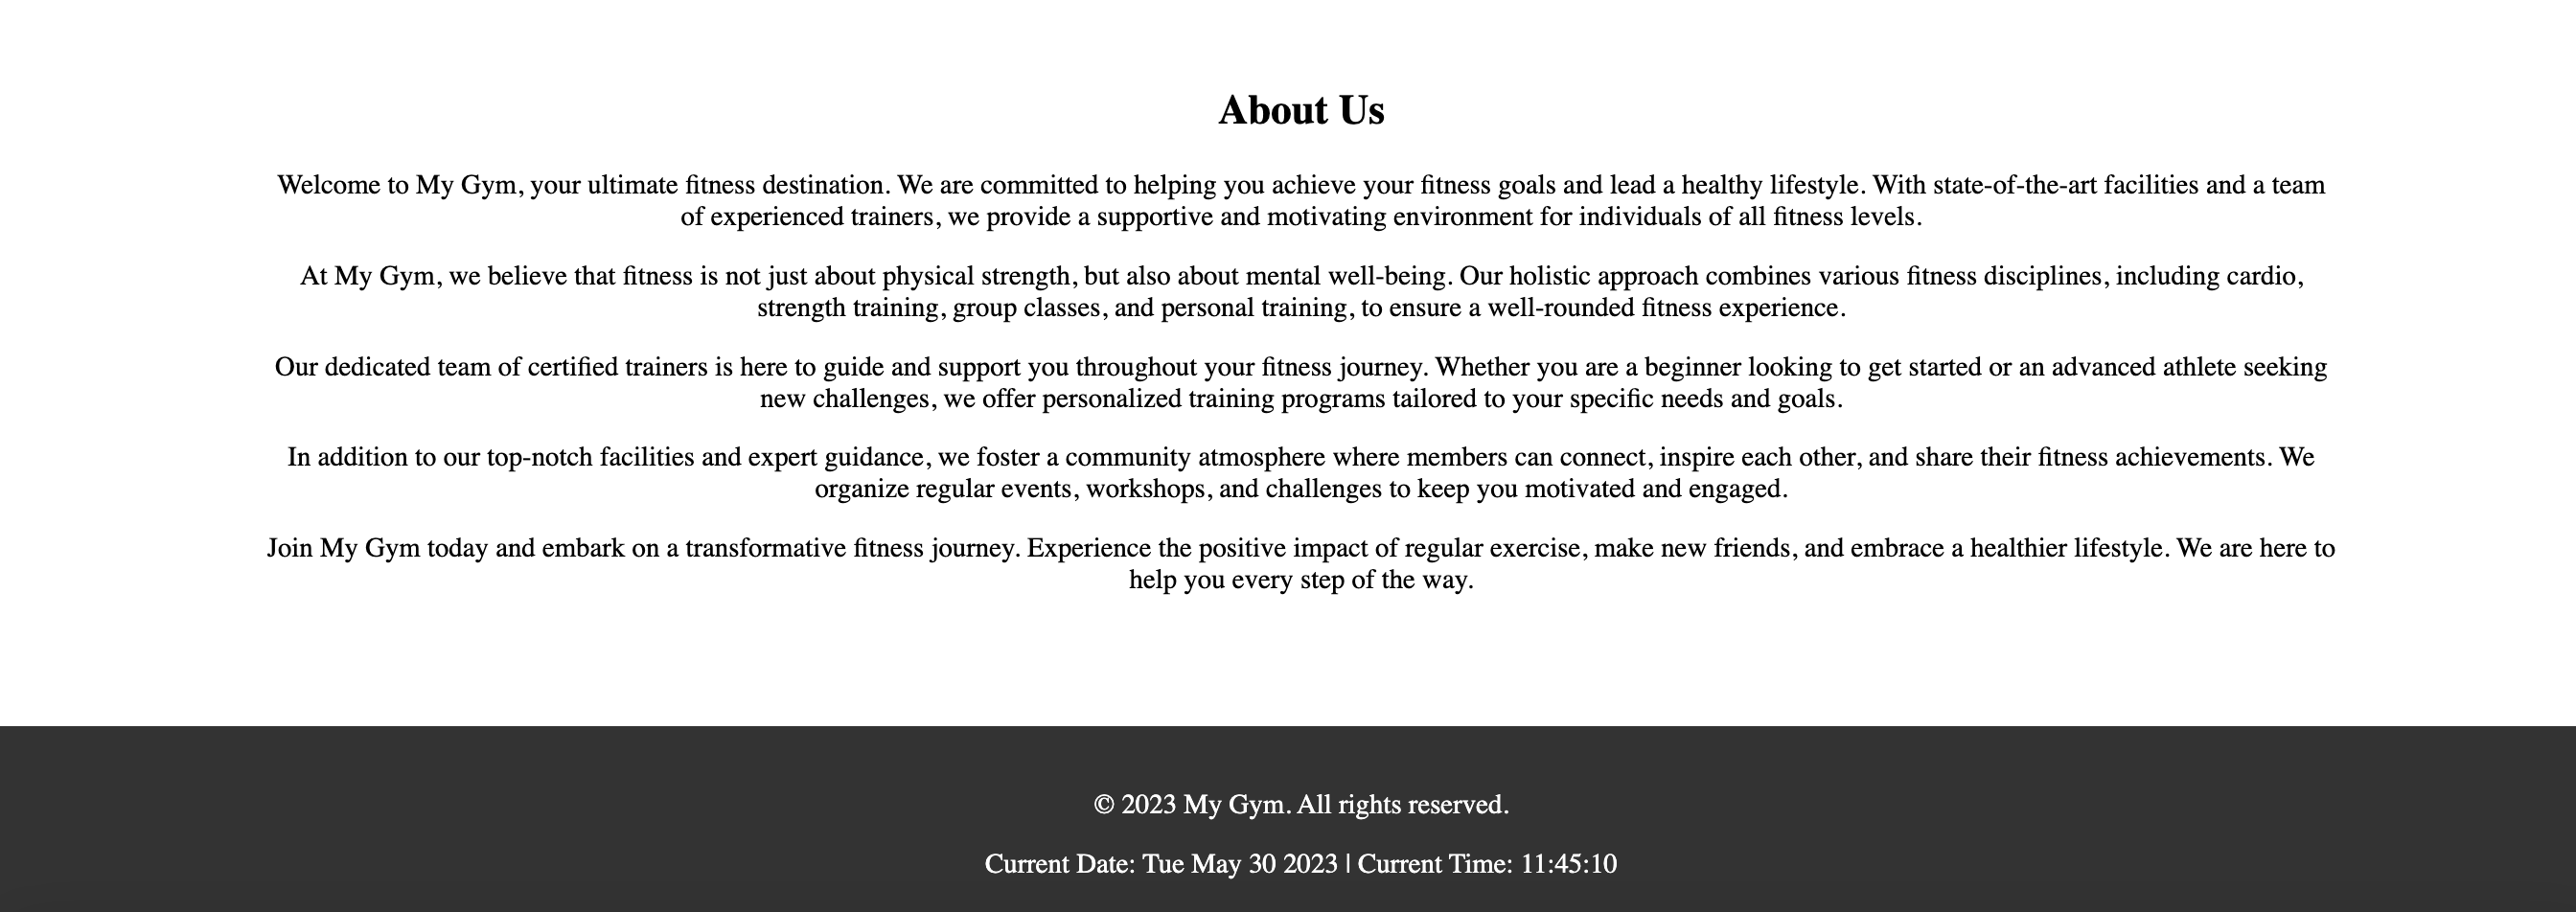 About Us
Welcome to My Gym, your ultimate fitness destination. We are committed to helping you achieve your fitness goals and lead a healthy lifestyle. With state-of-the-art facilities and a team
of experienced trainers, we provide a supportive and motivating environment for individuals of all fitness levels.
At My Gym, we believe that fitness is not just about physical strength, but also about mental well-being. Our holistic approach combines various fitness disciplines, including cardio,
strength training, group classes, and personal training, to ensure a well-rounded fitness experience.
Our dedicated team of certified trainers is here to guide and support you throughout your fitness journey. Whether you are a beginner looking to get started or an advanced athlete seeking
new challenges, we offer personalized training programs tailored to your specific needs and goals.
In addition to our top-notch facilities and expert guidance, we foster a community atmosphere where members can connect, inspire each other, and share their fitness achievements. We
organize regular events, workshops, and challenges to keep you motivated and engaged.
Join My Gym today and embark on a transformative fitness journey. Experience the positive impact of regular exercise, make new friends, and embrace a healthier lifestyle. We are here to
help you every step of the way.
© 2023 My Gym. All rights reserved.
Current Date: Tue May 30 2023 | Current Time: 11:45:10